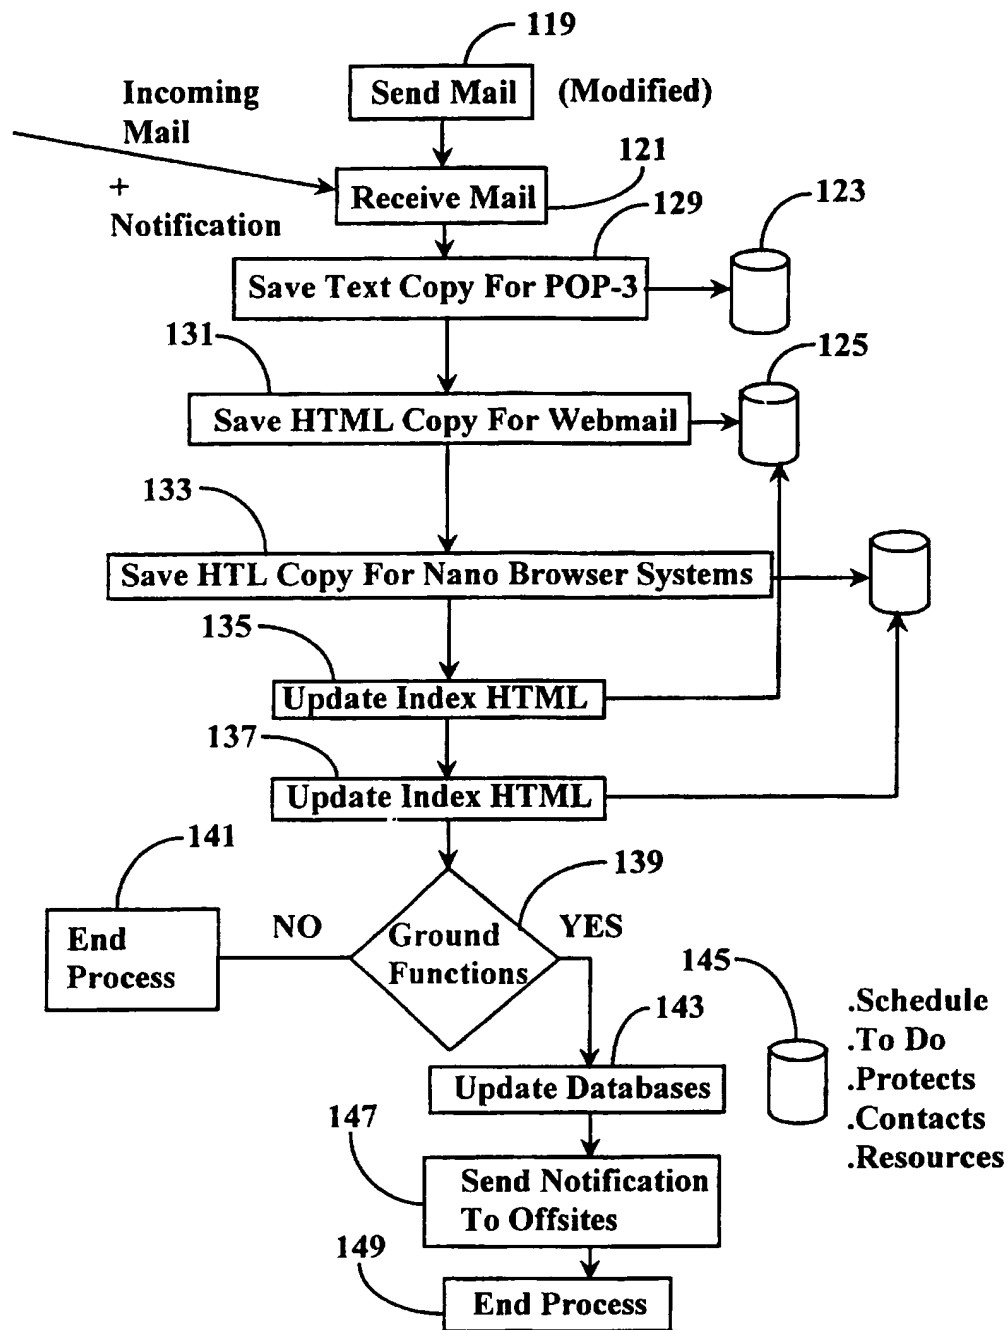 119
Send Mail
(Modified)
Incoming
Mail
+
Notification
121
Receive Mail
129
123
Save Text Copy For POP-3
131
125
Save HTML Copy For Webmail
133
Save HTL Copy For Nano Browser Systems
135
Update Index HTML
137
Update Index HTML
141
139
End
Process
NO
Ground
Functions
YES
145
143
.Schedule
.To Do
.Protects
.Contacts
.Resources
Update Databases
147
Send Notification
To Offsites
149
End Process